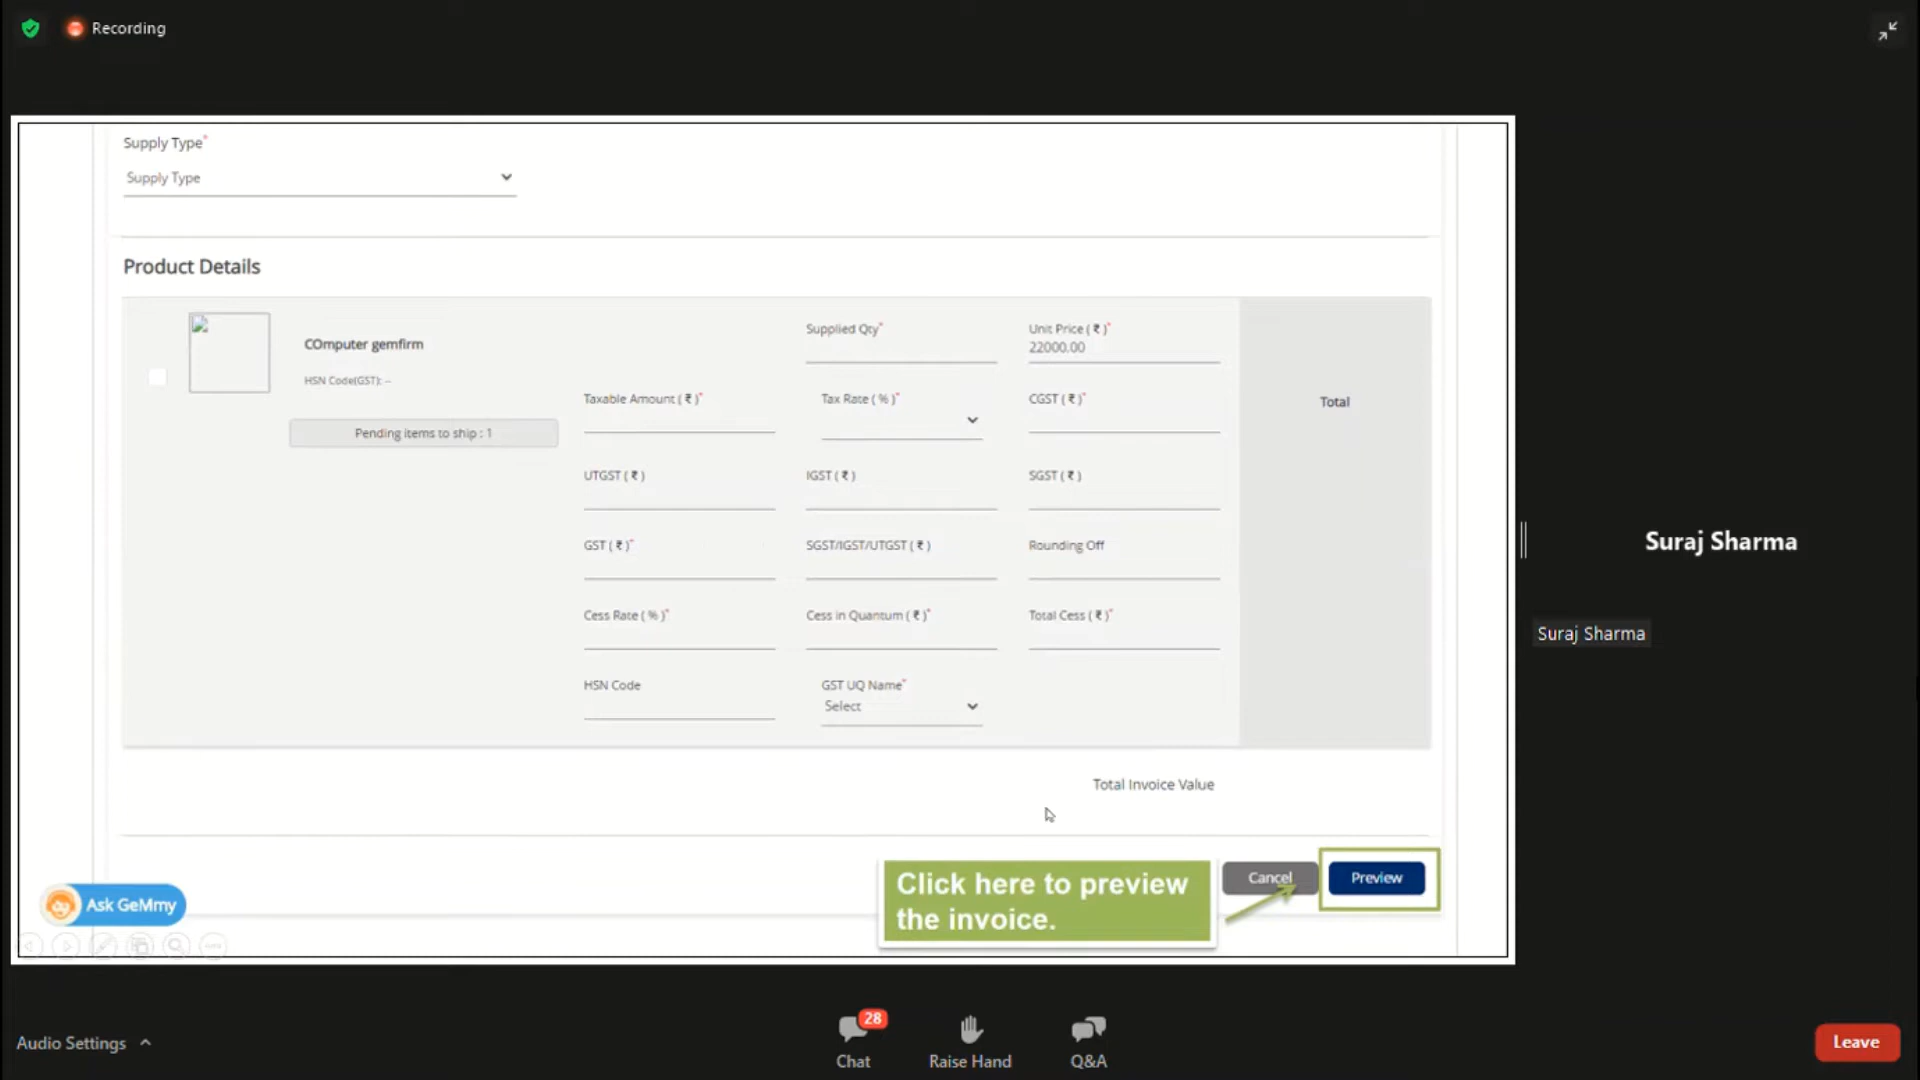 Recording
Supply Type*
Supply Type
Product Details
COmputer gemfirm
HSN Code(GST): --
Pending items to ship : 1
Supplied Qty*
Unit Price ( ₹ )*
22000.00
Taxable Amount ( ₹ )*
Tax Rate ( % )*
CGST ( ₹ )*
Total
UTGST ( ₹ )
IGST ( ₹ )
SGST ( ₹ )
GST ( ₹ )*
SGST/IGST/UTGST ( ₹ )
Rounding Off
Cess Rate ( % )*
Cess in Quantum ( ₹ )*
Total Cess ( ₹ )*
HSN Code
GST UQ Name*
Select
Total Invoice Value
Click here to preview
the invoice.
Cancel
Preview
Ask GeMmy
Suraj Sharma
Suraj Sharma
Audio Settings
28
Chat
Raise Hand
Q&A
Leave